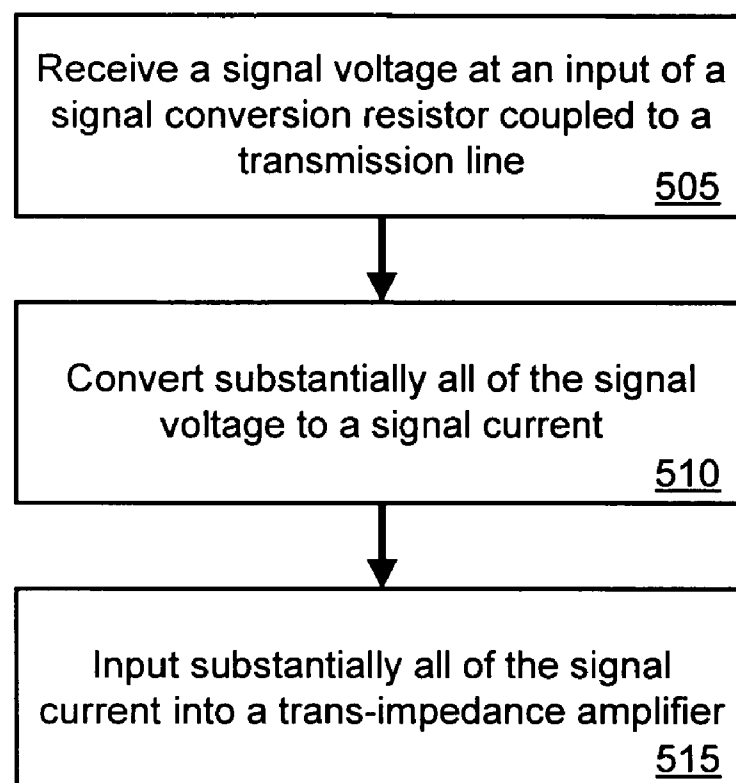 Receive a signal voltage at an input of a
signal conversion resistor coupled to a
transmission line
505
Convert substantially all of the signal
voltage to a signal current
510
Input substantially all of the signal
current into a trans-impedance amplifier
515